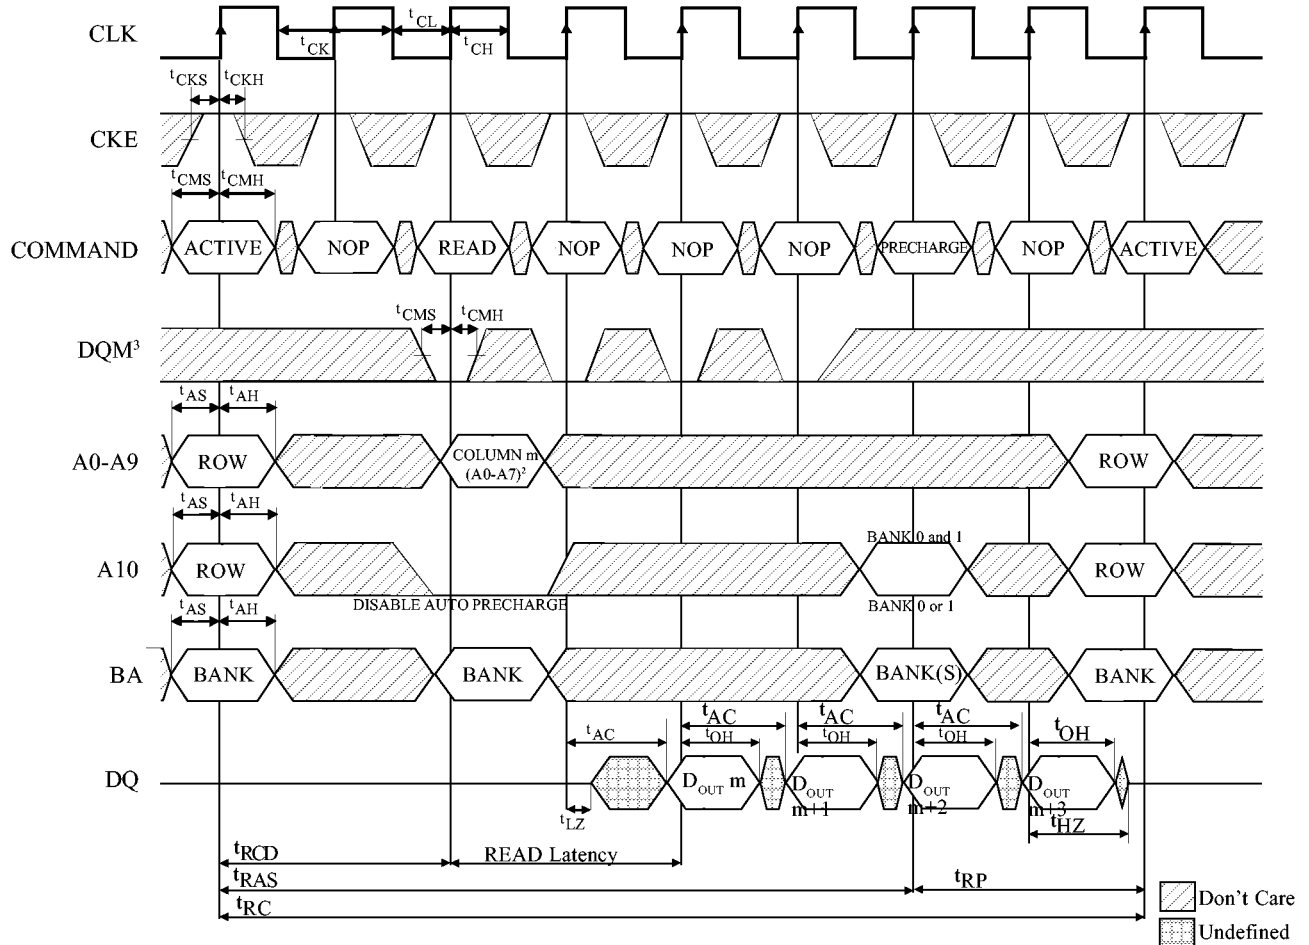 CLK
tCK
tCL
tCH
tCKS
tCKH
CKE
tCMS
tCMH
COMMAND
ACTIVE
NOP
READ
NOP
NOP
NOP
PRECHARGE
NOP
ACTIVE
tCMS
tCMH
DQM³
tAS
tAH
A0-A9
ROW
COLUMN m
(A0-A7)²
ROW
tAS
tAH
A10
ROW
DISABLE AUTO PRECHARGE
BANK 0 and 1
BANK 0 or 1
ROW
tAS
tAH
BA
BANK
BANK
BANK(S)
BANK
tAC
tAC
tAC
tAC
tOH
tOH
tOH
tOH
DQ
DOUT m
DOUT
m+1
DOUT
m+2
DOUT
m+3
tLZ
tHZ
tRCD
READ Latency
tRAS
tRP
tRC
Don't Care
Undefined